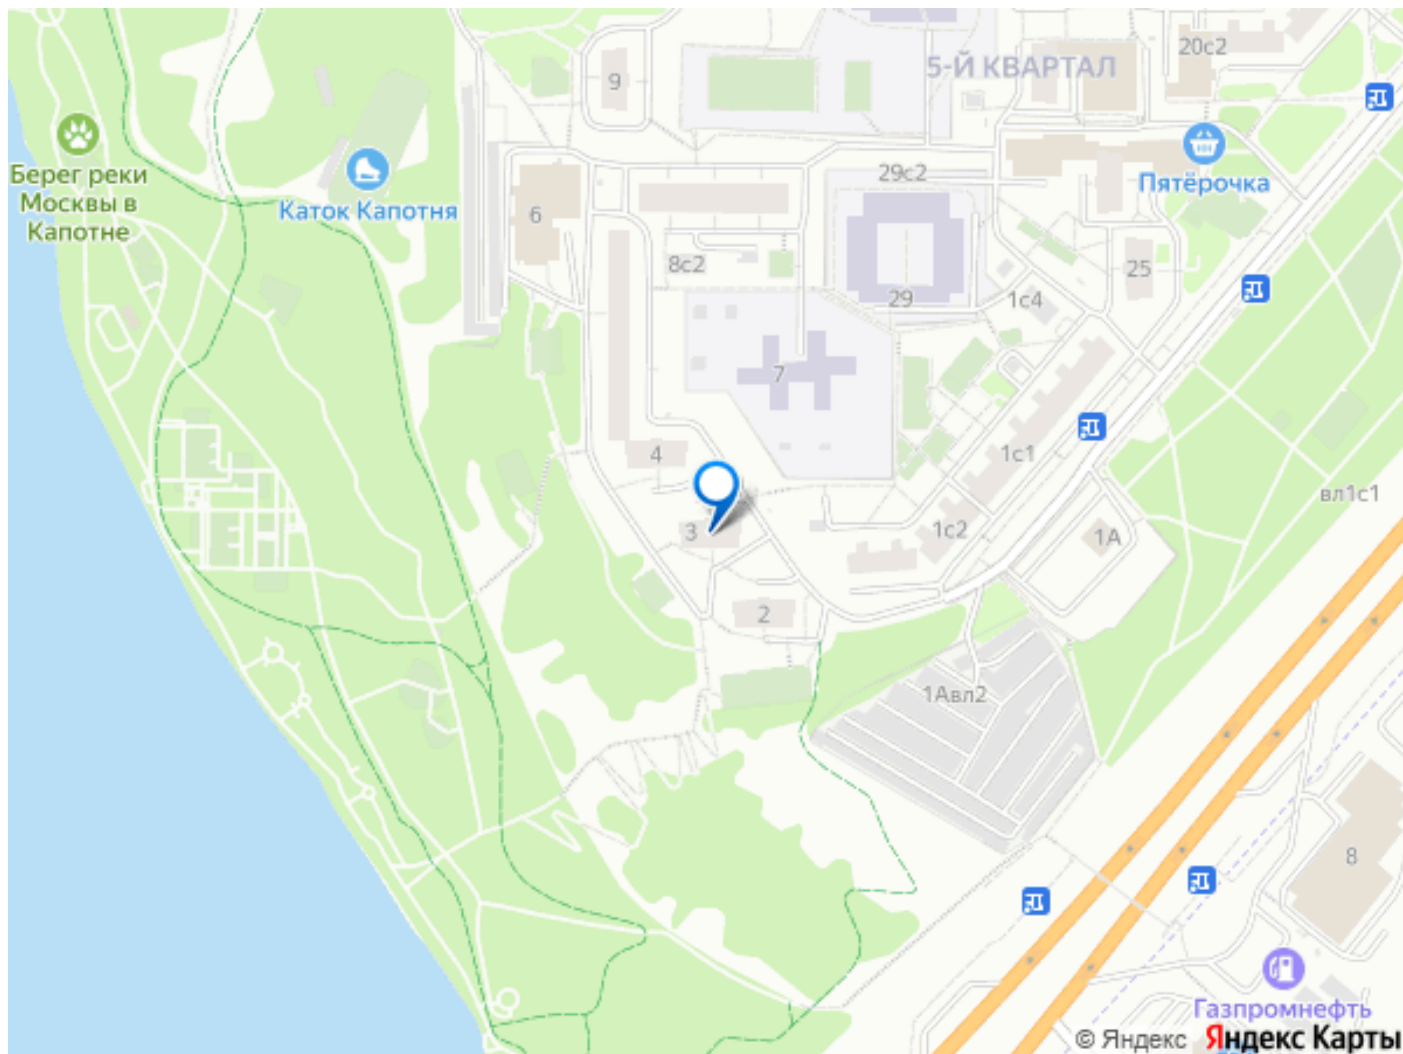 20с2
5-Й КВАРТАЛ
9
Берег реки
Москвы в
Капотне
Каток Капотня
Пятёрочка
29с2
6
8с2
25
29
1с4
7
4
1с1
вл1с1
3
1с2
1А
2
1Авл2
8
Газпромнефть
© Яндекс Яндекс Карты